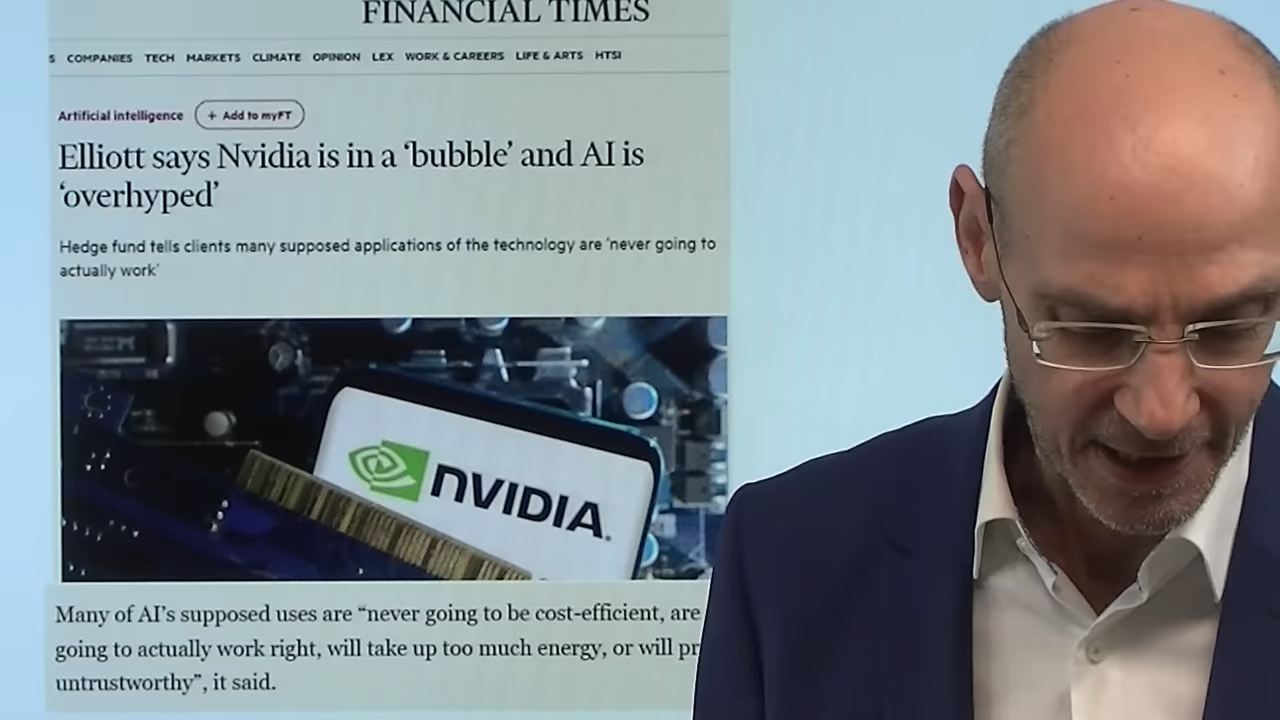 FINANCIAL TIMES
S COMPANIES TECH MARKETS CLIMATE OPINION LEX WORK & CAREERS LIFE & ARTS HTSI
Artificial intelligence + Add to myFT
Elliott says Nvidia is in a ‘bubble’ and AI is
‘overhyped’
Hedge fund tells clients many supposed applications of the technology are ‘never going to
actually work’
NVIDIA.
Many of AI’s supposed uses are “never going to be cost-efficient, are
going to actually work right, will take up too much energy, or will pr
untrustworthy”, it said.